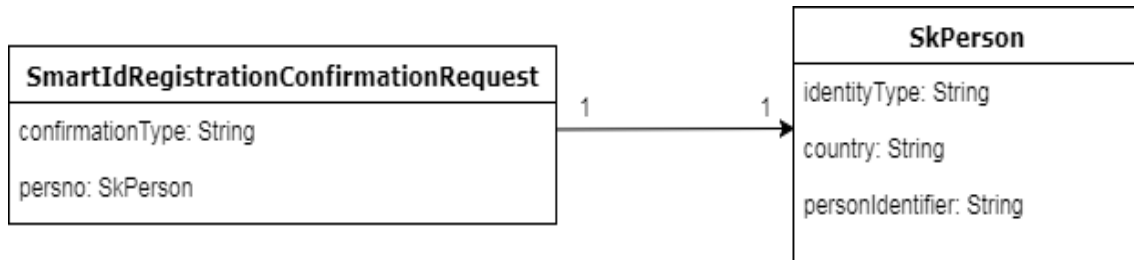 SmartIdRegistrationConfirmationRequest
confirmationType: String
persno: SkPerson
1
1
SkPerson
identityType: String
country: String
personIdentifier: String